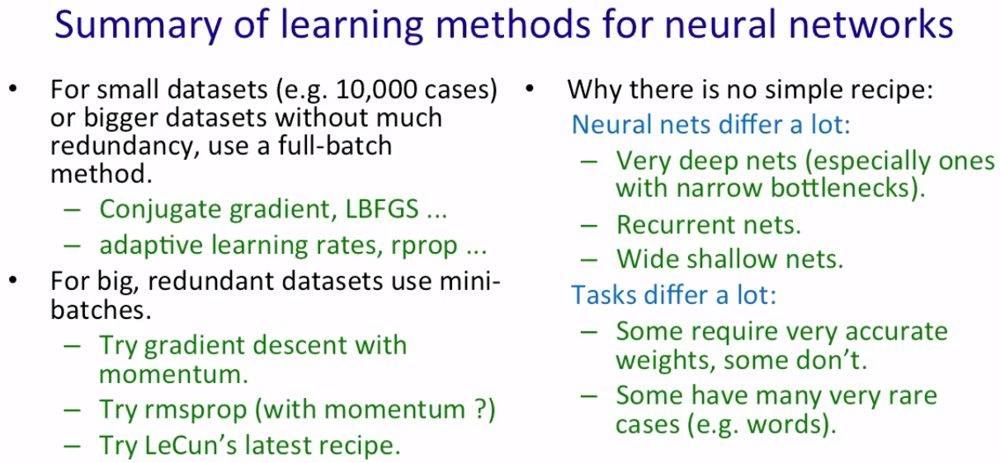 Summary of learning methods for neural networks
• For small datasets (e.g. 10,000 cases)
or bigger datasets without much
redundancy, use a full-batch
method.
– Conjugate gradient, LBFGS ...
– adaptive learning rates, rprop ...
• For big, redundant datasets use mini-
batches.
– Try gradient descent with
momentum.
– Try rmsprop (with momentum ?)
– Try LeCun’s latest recipe.
• Why there is no simple recipe:
Neural nets differ a lot:
– Very deep nets (especially ones
with narrow bottlenecks).
– Recurrent nets.
– Wide shallow nets.
Tasks differ a lot:
– Some require very accurate
weights, some don’t.
– Some have many very rare
cases (e.g. words).